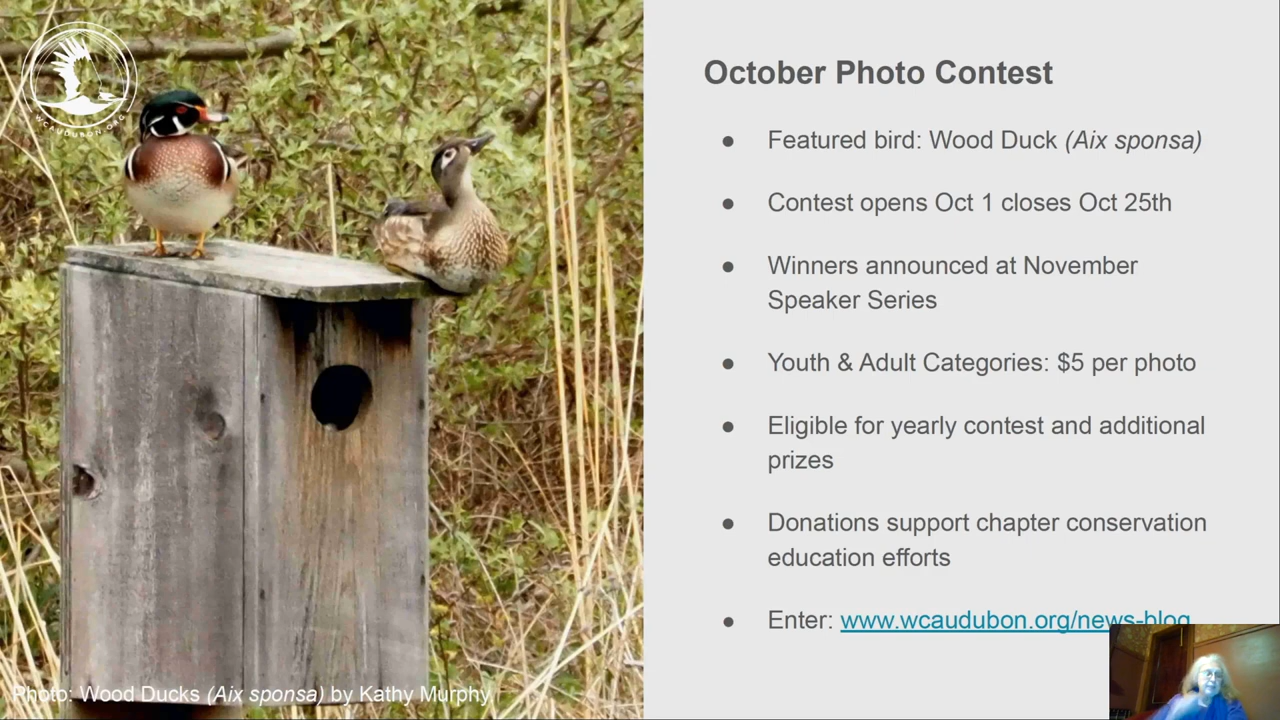 WCAUDUBON.ORG
October Photo Contest
● Featured bird: Wood Duck (Aix sponsa)
● Contest opens Oct 1 closes Oct 25th
● Winners announced at November
Speaker Series
● Youth & Adult Categories: $5 per photo
● Eligible for yearly contest and additional
prizes
● Donations support chapter conservation
education efforts
● Enter: www.wcaudubon.org/news-blog
Photo: Wood Ducks (Aix sponsa) by Kathy Murphy